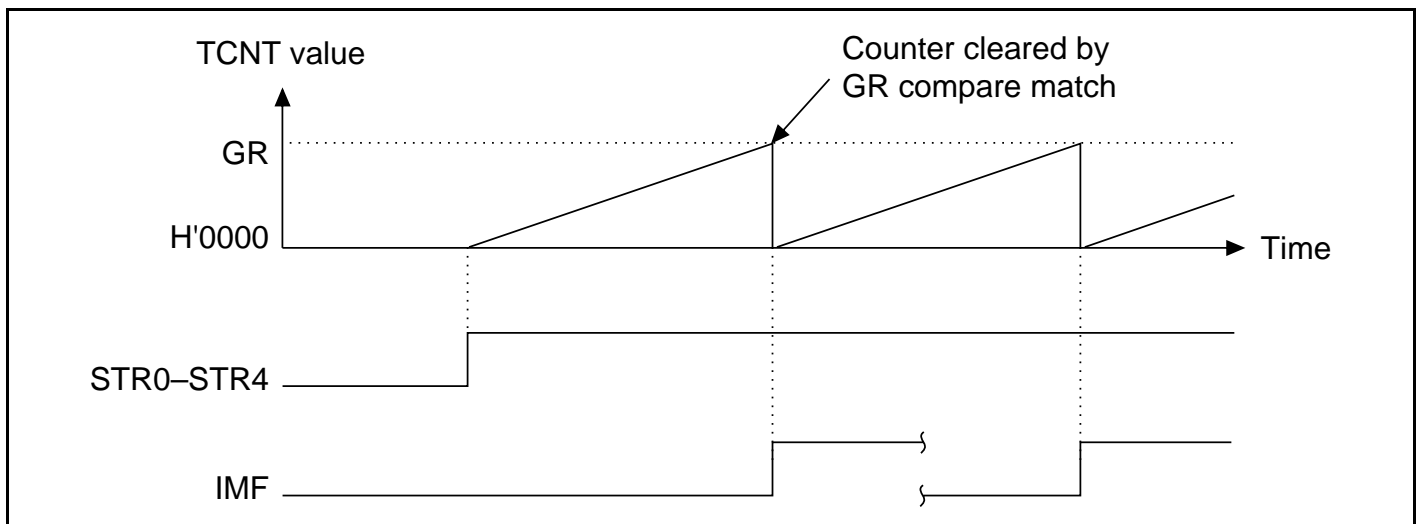 TCNT value
Counter cleared by
GR compare match
GR
H'0000
Time
STR0–STR4
IMF